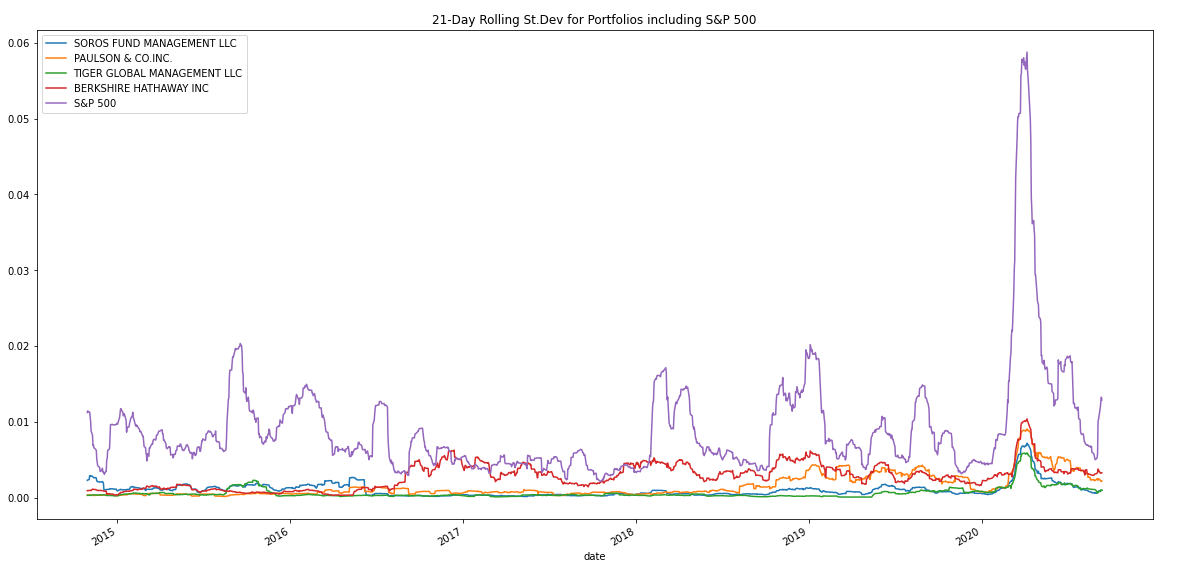 21-Day Rolling St.Dev for Portfolios including S&P 500
SOROS FUND MANAGEMENT LLC
PAULSON & CO.INC.
TIGER GLOBAL MANAGEMENT LLC
BERKSHIRE HATHAWAY INC
S&P 500
0.06
0.05
0.04
0.03
0.02
0.01
0.00
2015
2016
2017
2018
2019
2020
date